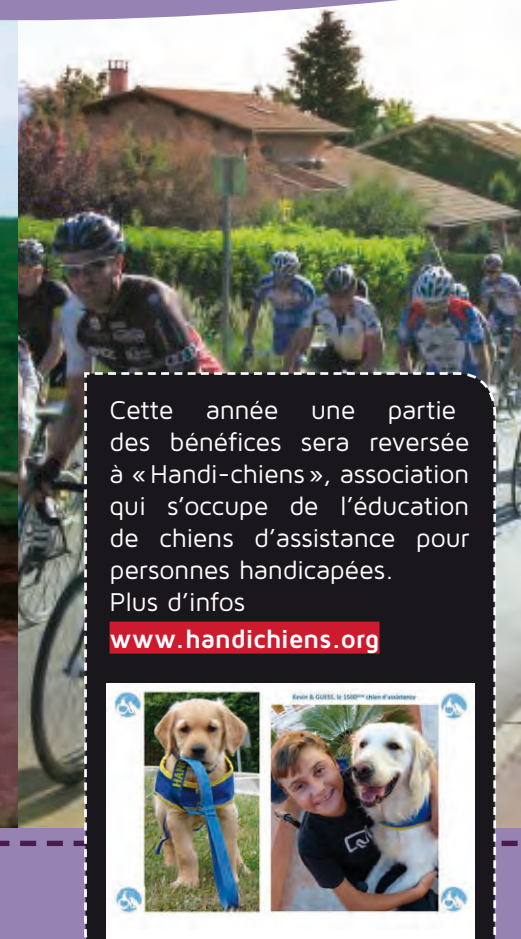 Cette année une partie
des bénéfices sera reversée
à « Handi-chiens », association
qui s’occupe de l’éducation
de chiens d’assistance pour
personnes handicapées.
Plus d’infos
www.handichiens.org
Kevin & GUESS, le 1500ème chien d'assistance
HANDI